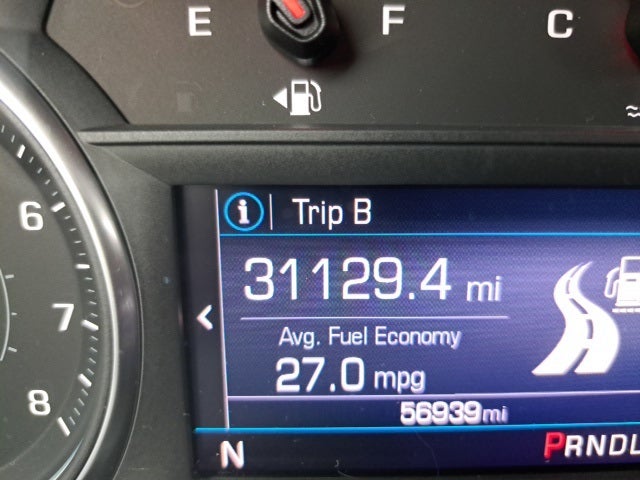 E F C
6
7
8
i Trip B
31129.4 mi
Avg. Fuel Economy
27.0 mpg
56939mi
N PRNDL